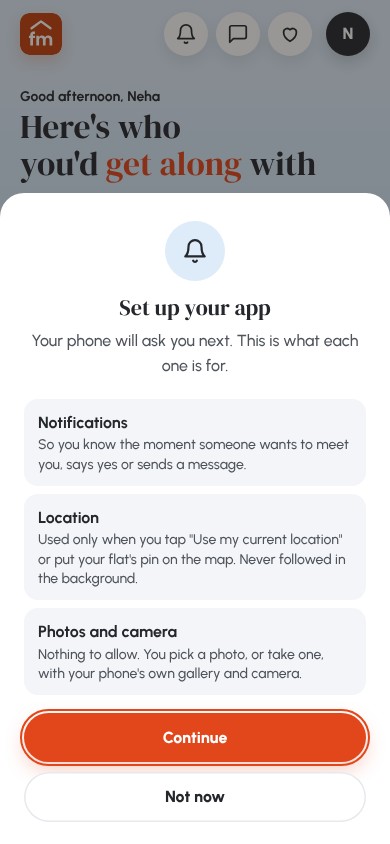 fm
N
Good afternoon, Neha
Here's who
you'd get along with
Set up your app
Your phone will ask you next. This is what each
one is for.
Notifications
So you know the moment someone wants to meet
you, says yes or sends a message.
Location
Used only when you tap "Use my current location"
or put your flat's pin on the map. Never followed in
the background.
Photos and camera
Nothing to allow. You pick a photo, or take one,
with your phone's own gallery and camera.
Continue
Not now